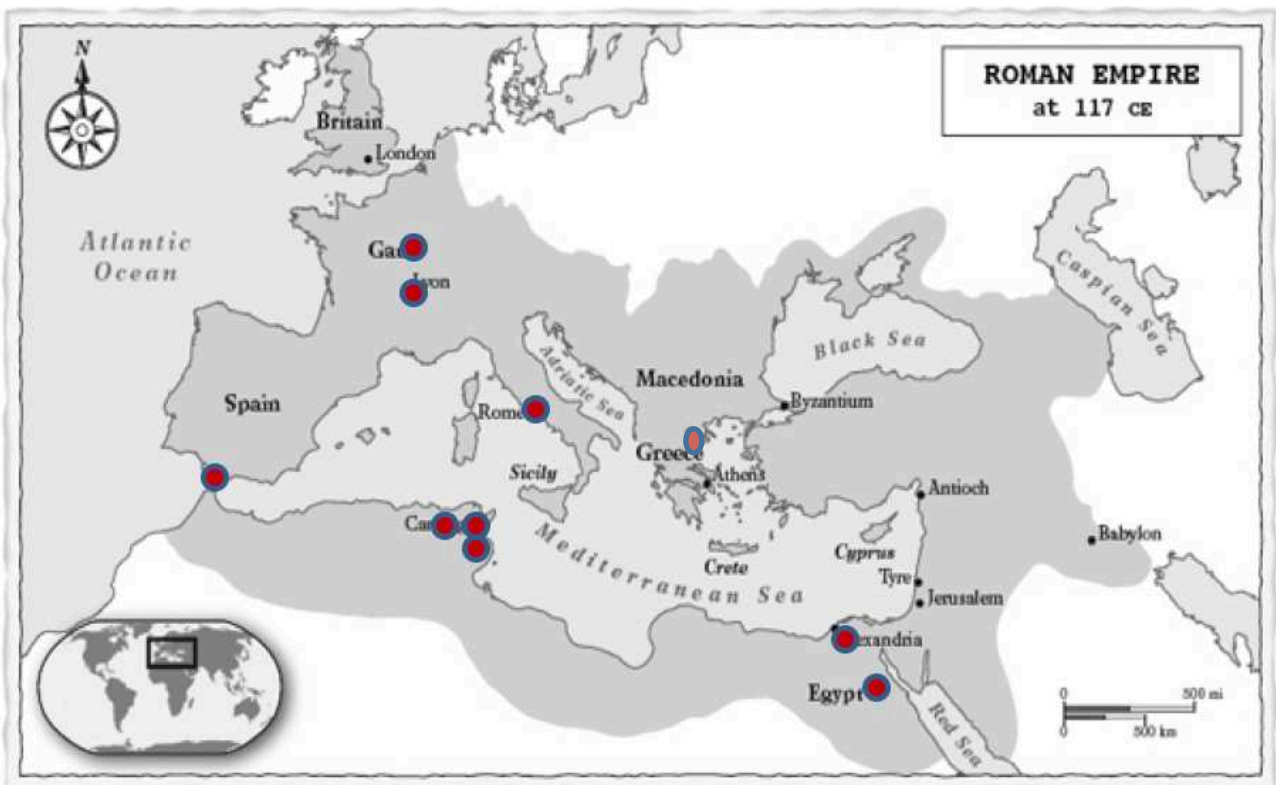 N
ROMAN EMPIRE
at 117 CE
Britain
London
Atlantic
Ocean
Caspian Sea
Black Sea
Adriatic Sea
Macedonia
Spain
Byzantium
Rome
Greece
Sicily
Athens
Antioch
Mediterranean Sea
Babylon
Cyprus
Crete
Tyre
Jerusalem
Egypt
Red Sea
0 500 mi
0 500 km